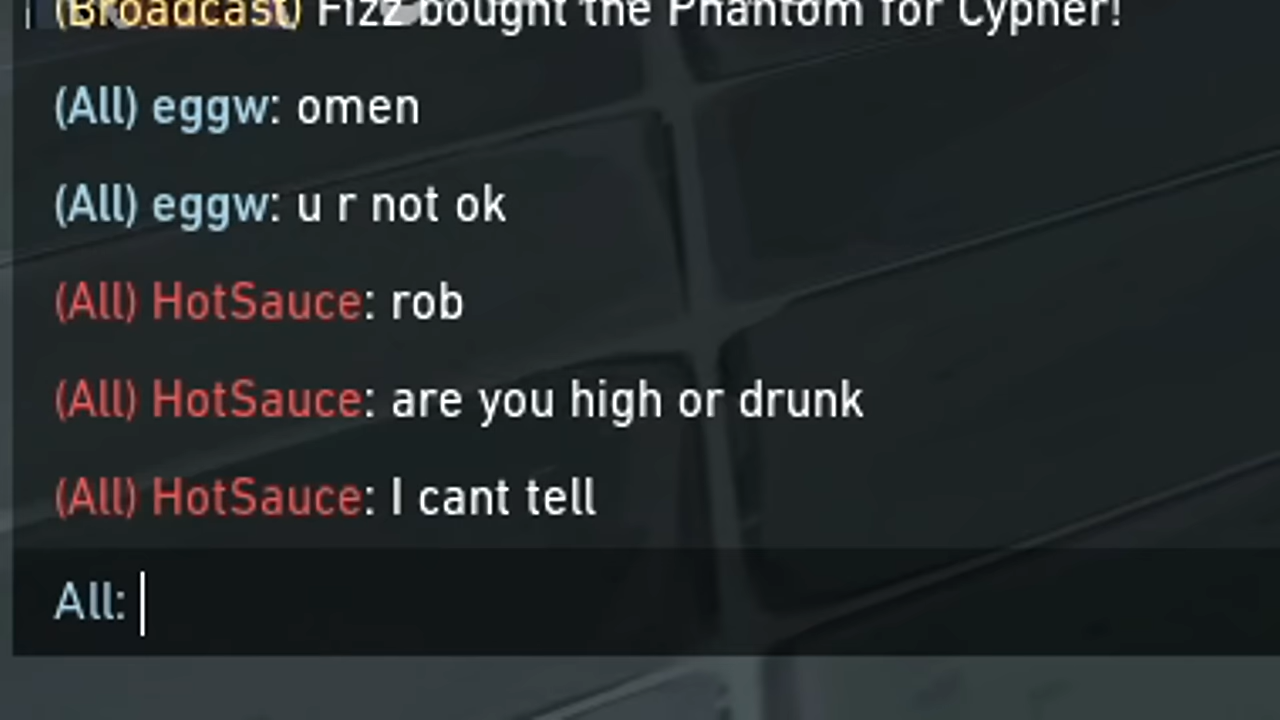 (Broadcast) Fizz bought the Phantom for Cypher!
(All) eggw: omen
(All) eggw: u r not ok
(All) HotSauce: rob
(All) HotSauce: are you high or drunk
(All) HotSauce: I cant tell
All: